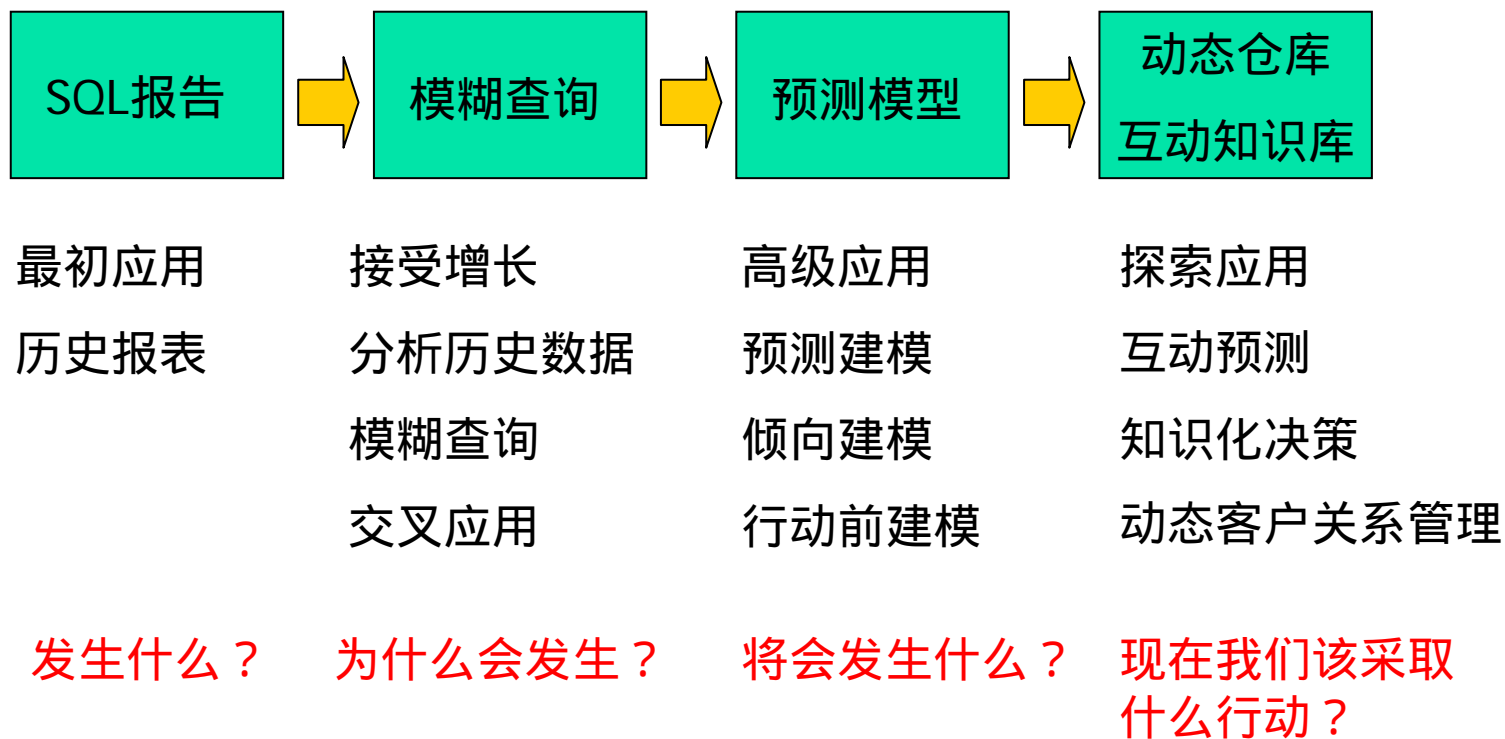 SQL报告
模糊查询
预测模型
动态仓库
互动知识库
最初应用
历史报表
接受增长
分析历史数据
模糊查询
交叉应用
高级应用
预测建模
倾向建模
行动前建模
探索应用
互动预测
知识化决策
动态客户关系管理
发生什么？
为什么会发生？
将会发生什么？
现在我们该采取
什么行动？